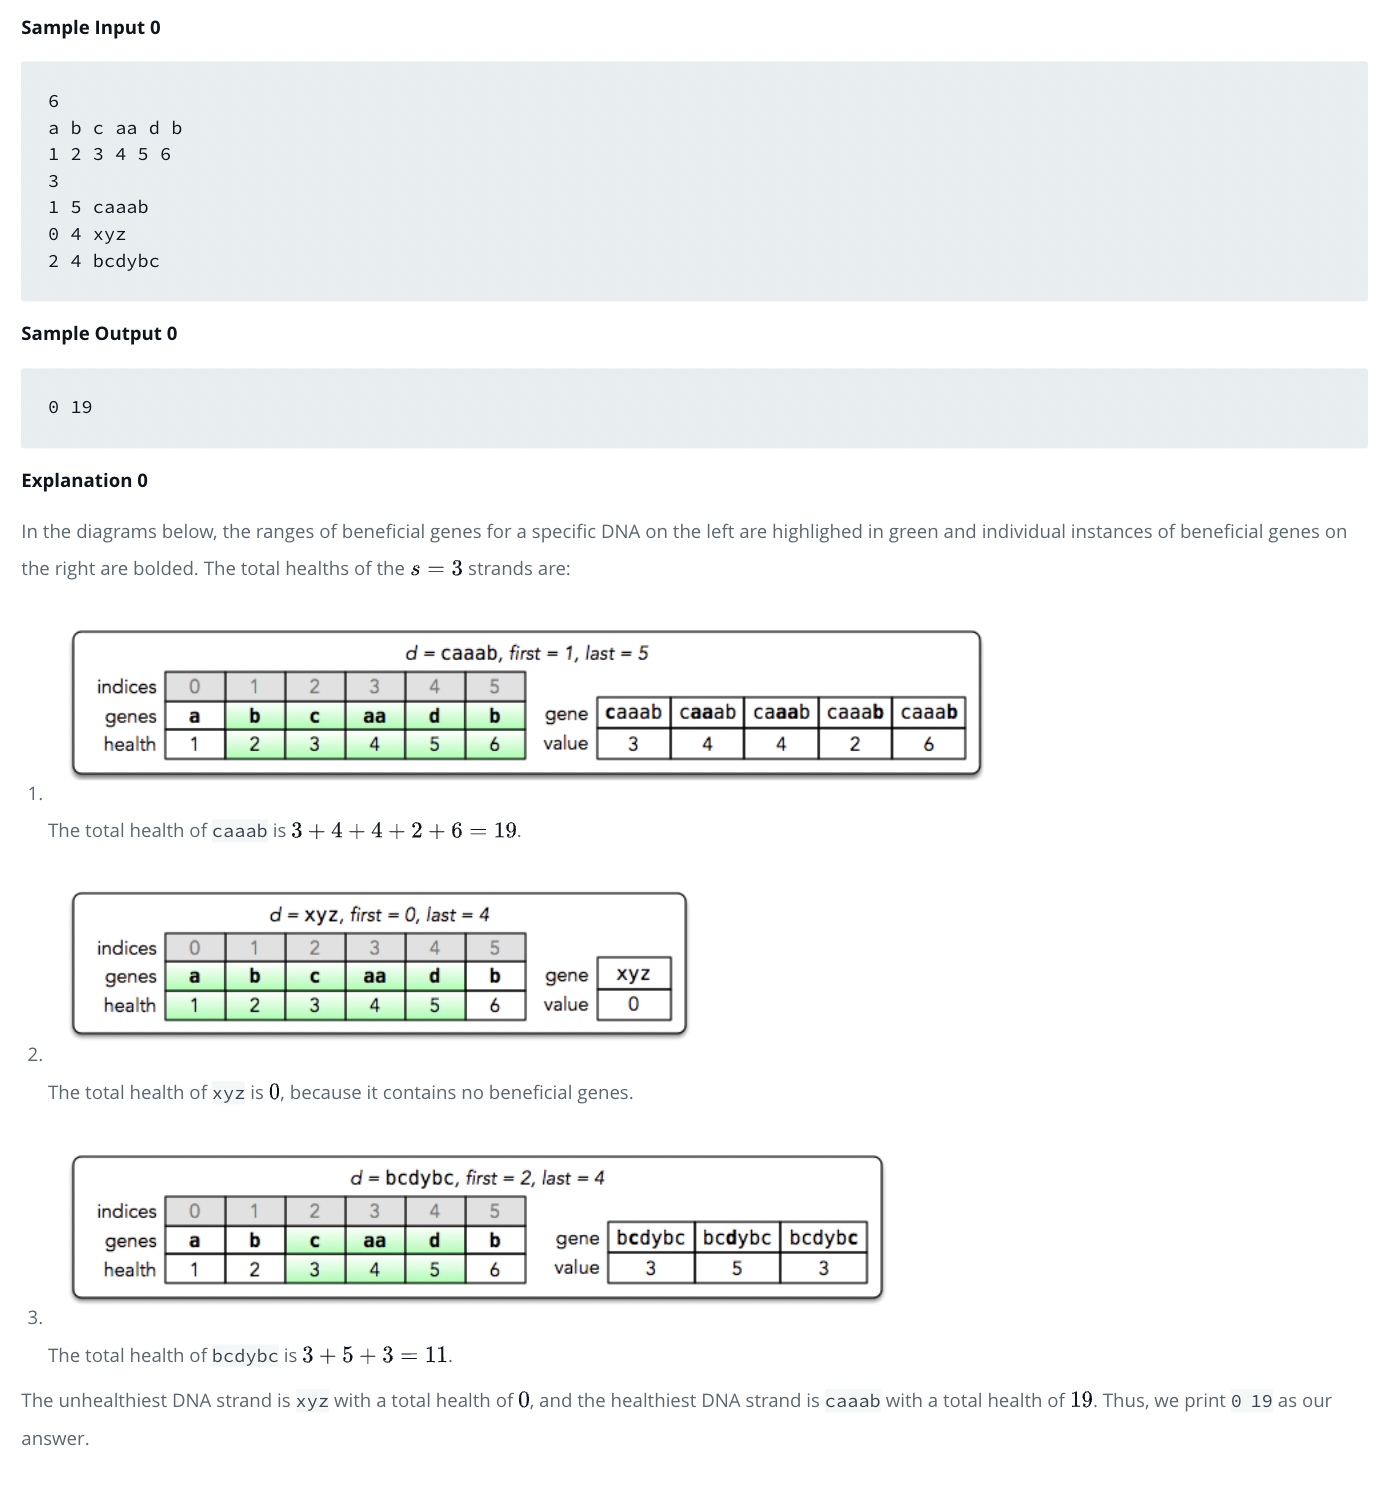 Sample Input 0
6
a b c aa d b
1 2 3 4 5 6
3
1 5 caaab
0 4 xyz
2 4 bcdybc
Sample Output 0
0 19
Explanation 0
In the diagrams below, the ranges of beneficial genes for a specific DNA on the left are highlighed in green and individual instances of beneficial genes on
the right are bolded. The total healths of the s = 3 strands are:
d = caaab, first = 1, last = 5
indices 0 1 2 3 4 5
genes a b c aa d b gene caaab caaab caaab caaab caaab
health 1 2 3 4 5 6 value 3 4 4 2 6
1.
The total health of caaab is 3 + 4 + 4 + 2 + 6 = 19.
d = xyz, first = 0, last = 4
indices 0 1 2 3 4 5
genes a b c aa d b gene xyz
health 1 2 3 4 5 6 value 0
2.
The total health of xyz is 0, because it contains no beneficial genes.
d = bcdybc, first = 2, last = 4
indices 0 1 2 3 4 5
genes a b c aa d b gene bcdybc bcdybc bcdybc
health 1 2 3 4 5 6 value 3 5 3
3.
The total health of bcdybc is 3 + 5 + 3 = 11.
The unhealthiest DNA strand is xyz with a total health of 0, and the healthiest DNA strand is caaab with a total health of 19. Thus, we print 0 19 as our
answer.